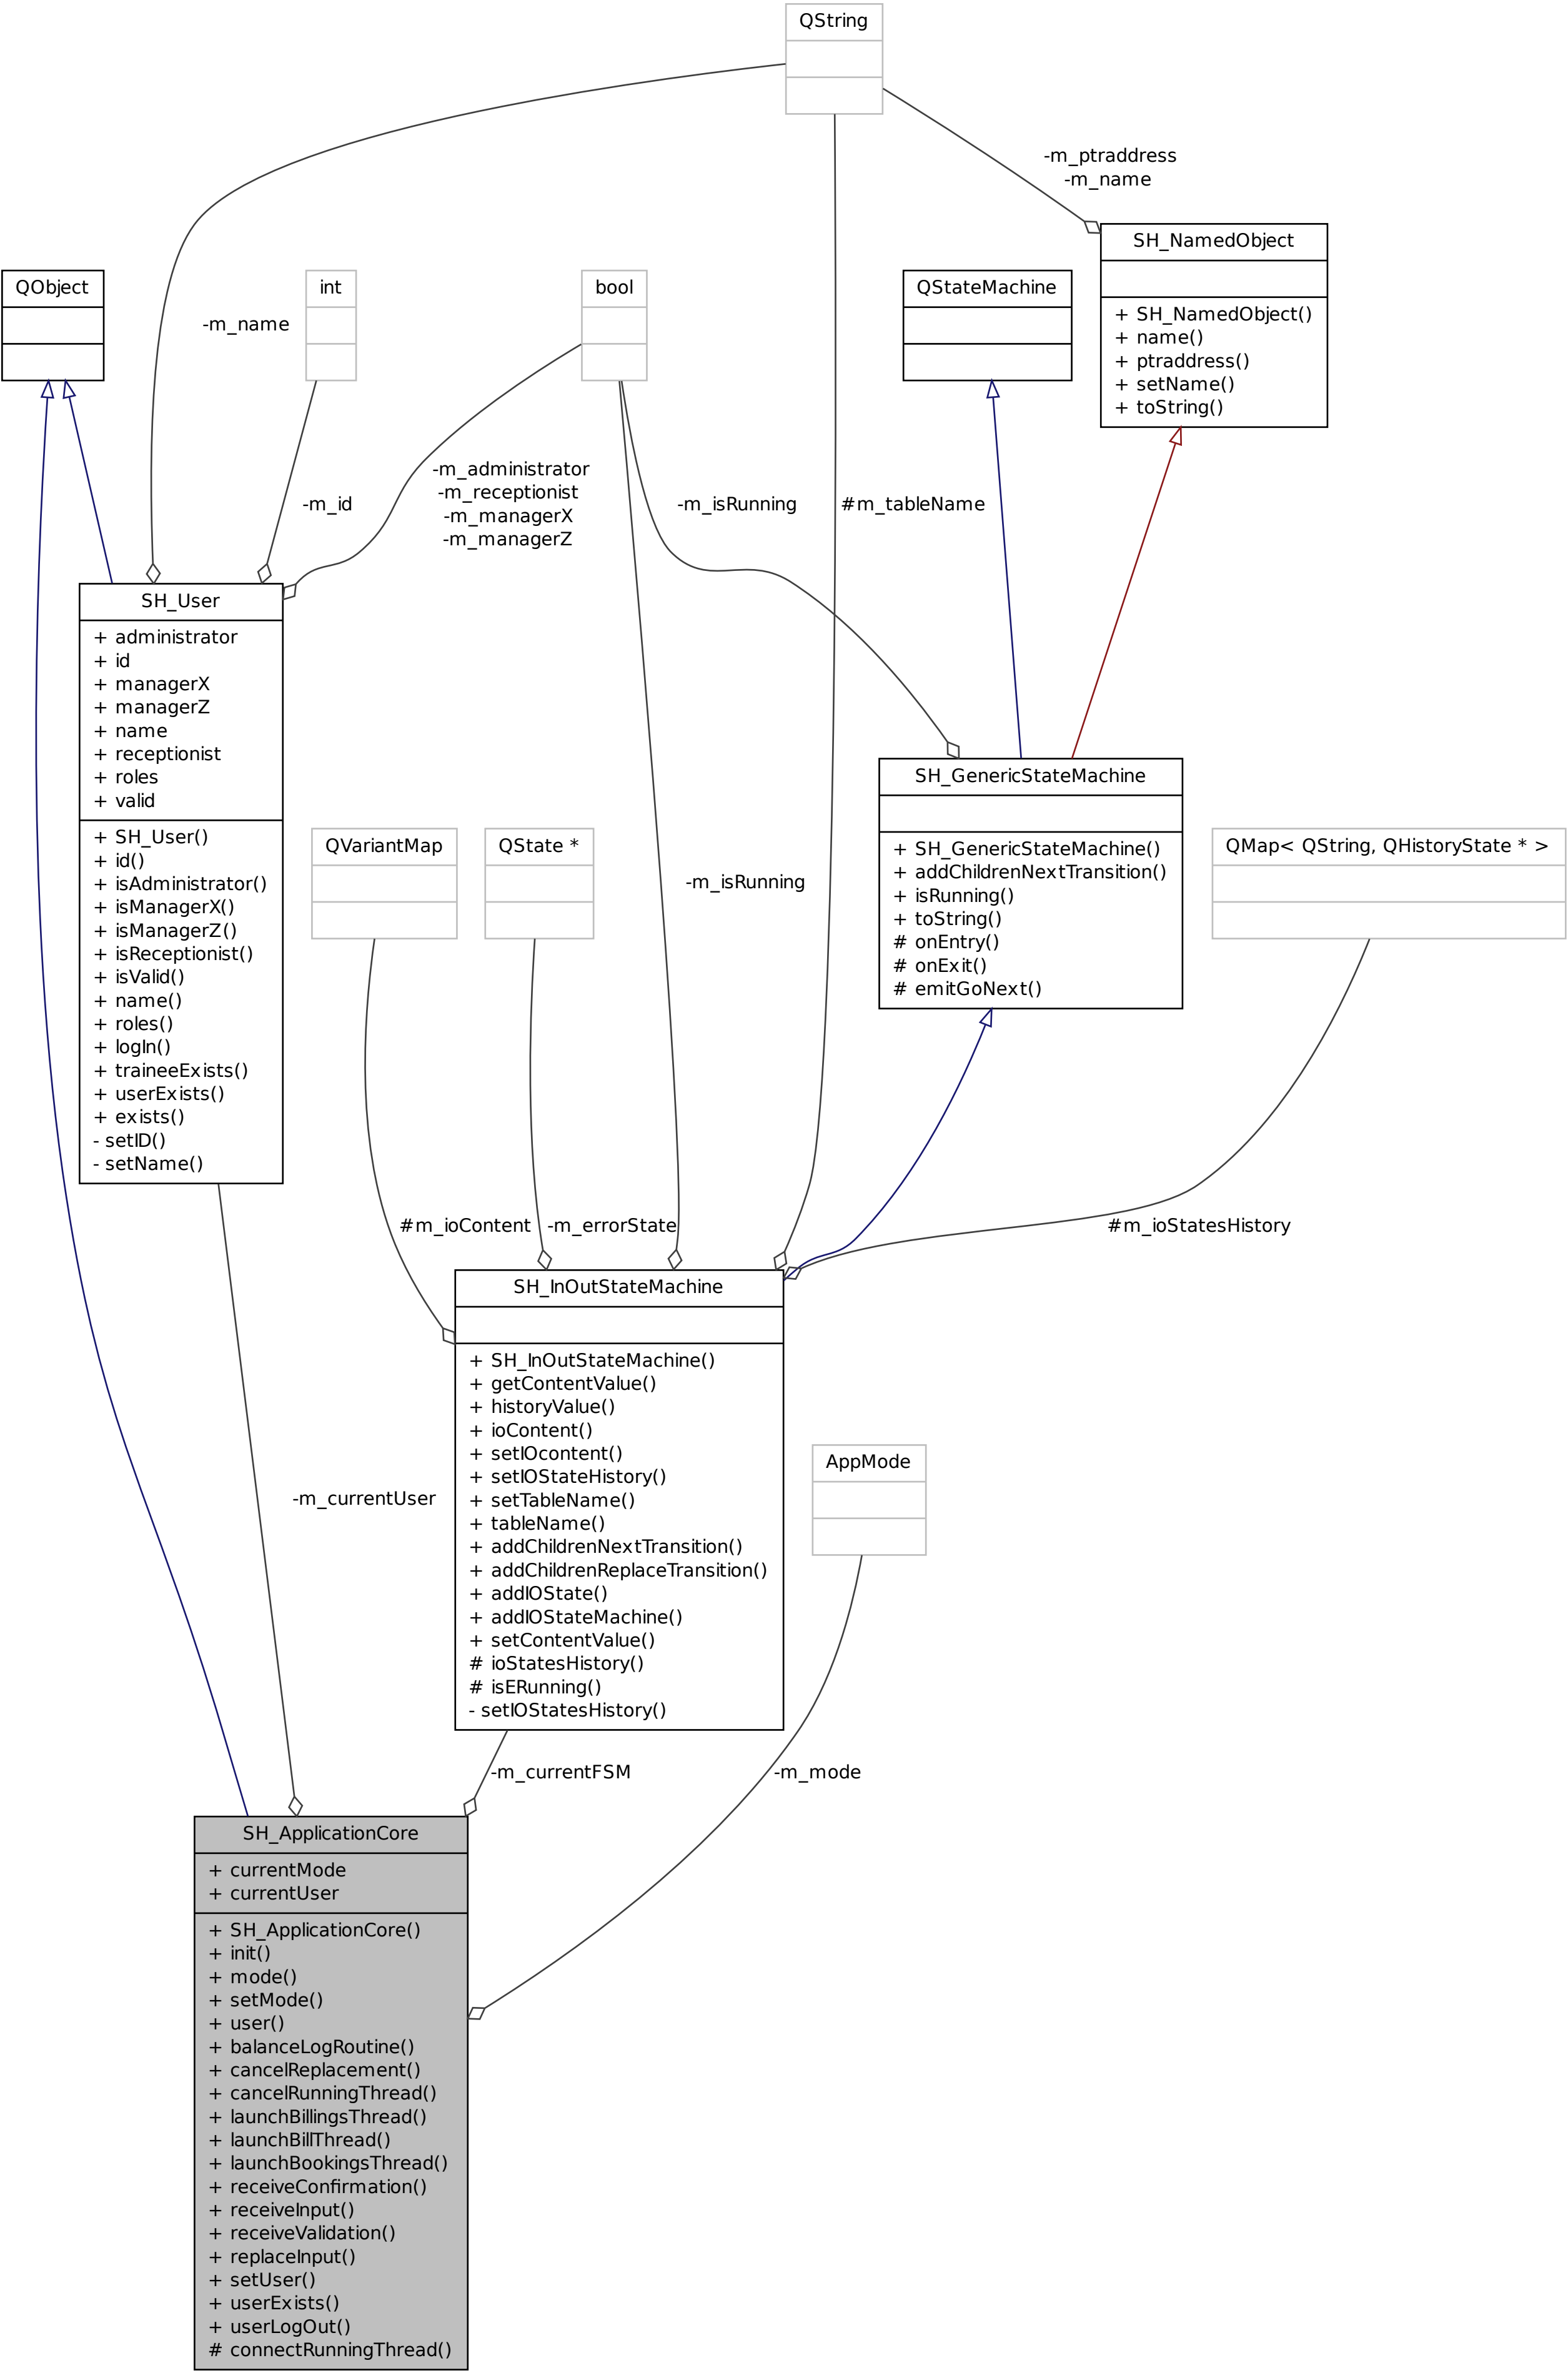 QString
-m_ptraddress
-m_name
SH_NamedObject
+ SH_NamedObject()
+ name()
+ ptraddress()
+ setName()
+ toString()
QObject
int
bool
QStateMachine
-m_name
-m_id
-m_administrator
-m_receptionist
-m_managerX
-m_managerZ
-m_isRunning
#m_tableName
SH_User
+ administrator
+ id
+ managerX
+ managerZ
+ name
+ receptionist
+ roles
+ valid
+ SH_User()
+ id()
+ isAdministrator()
+ isManagerX()
+ isManagerZ()
+ isReceptionist()
+ isValid()
+ name()
+ roles()
+ logIn()
+ traineeExists()
+ userExists()
+ exists()
- setID()
- setName()
QVariantMap
QState *
-m_isRunning
SH_GenericStateMachine
+ SH_GenericStateMachine()
+ addChildrenNextTransition()
+ isRunning()
+ toString()
# onEntry()
# onExit()
# emitGoNext()
QMap< QString, QHistoryState * >
#m_ioContent
-m_errorState
#m_ioStatesHistory
SH_InOutStateMachine
+ SH_InOutStateMachine()
+ getContentValue()
+ historyValue()
+ ioContent()
+ setIOcontent()
+ setIOStateHistory()
+ setTableName()
+ tableName()
+ addChildrenNextTransition()
+ addChildrenReplaceTransition()
+ addIOState()
+ addIOStateMachine()
+ setContentValue()
# ioStatesHistory()
# isERunning()
- setIOStatesHistory()
AppMode
-m_currentUser
-m_currentFSM
-m_mode
SH_ApplicationCore
+ currentMode
+ currentUser
+ SH_ApplicationCore()
+ init()
+ mode()
+ setMode()
+ user()
+ balanceLogRoutine()
+ cancelReplacement()
+ cancelRunningThread()
+ launchBillingsThread()
+ launchBillThread()
+ launchBookingsThread()
+ receiveConfirmation()
+ receiveInput()
+ receiveValidation()
+ replaceInput()
+ setUser()
+ userExists()
+ userLogOut()
# connectRunningThread()